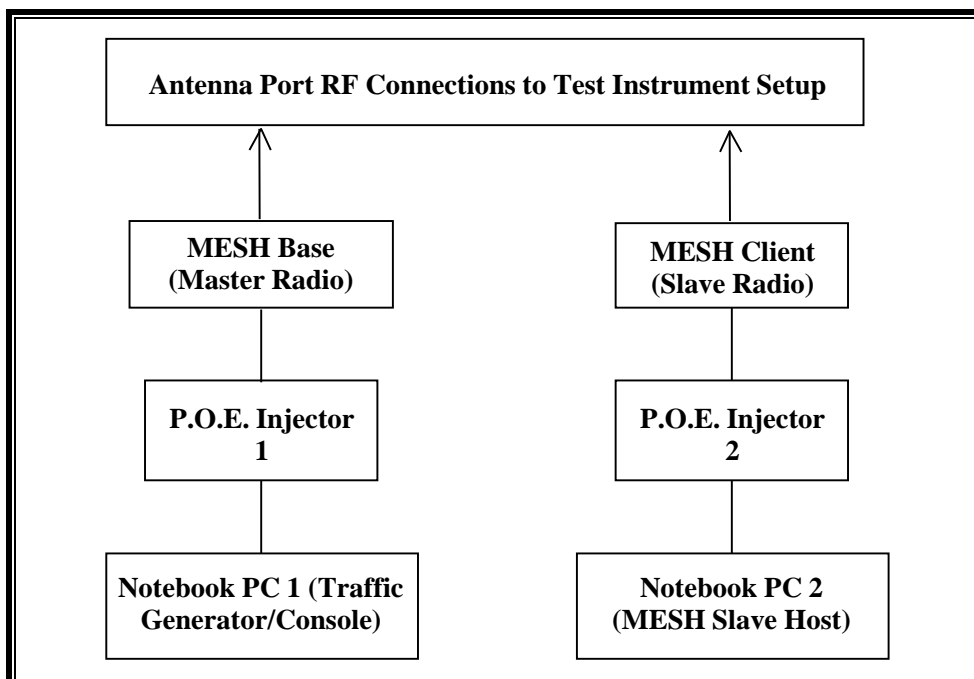 Antenna Port RF Connections to Test Instrument Setup
MESH Base
(Master Radio)
MESH Client
(Slave Radio)
P.O.E. Injector
1
P.O.E. Injector
2
Notebook PC 1 (Traffic
Generator/Console)
Notebook PC 2
(MESH Slave Host)